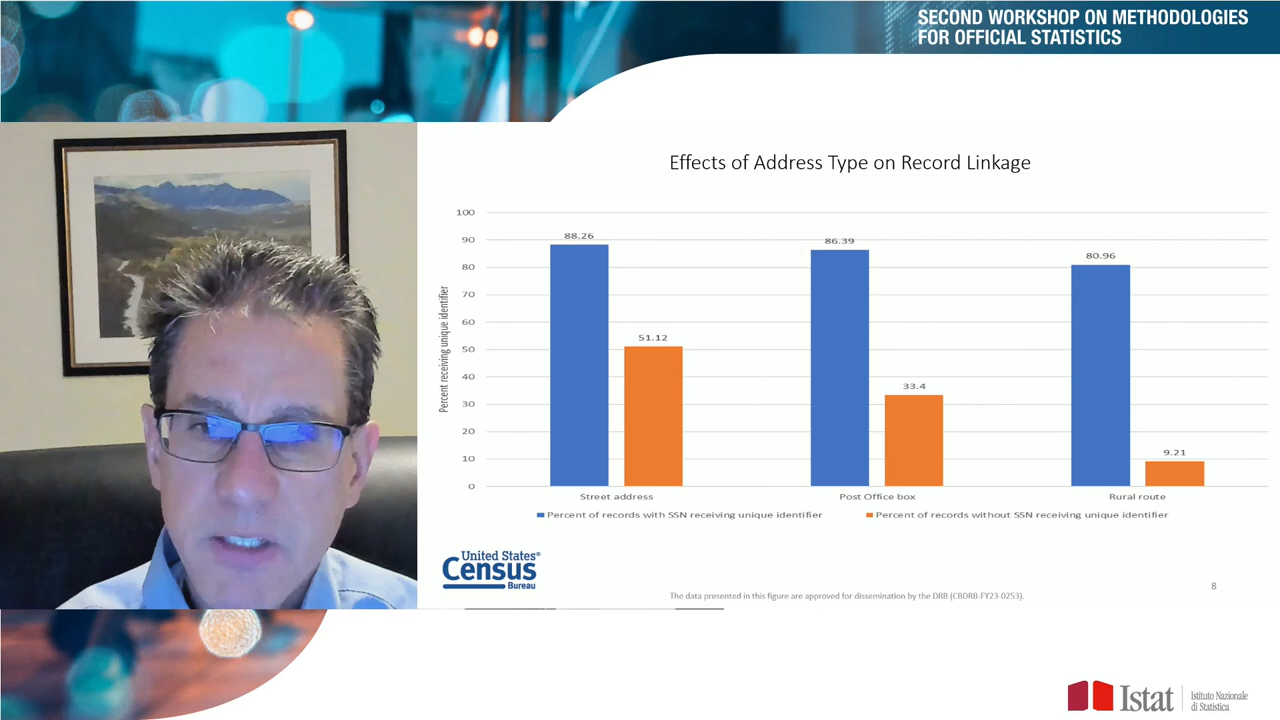 SECOND WORKSHOP ON METHODOLOGIES
FOR OFFICIAL STATISTICS
Effects of Address Type on Record Linkage
Percent receiving unique identifier
100
90
80
70
60
50
40
30
20
10
0
88.26
51.12
86.39
33.4
80.96
9.21
Street address
Post Office box
Rural route
Percent of records with SSN receiving unique identifier
Percent of records without SSN receiving unique identifier
United States®
Census
Bureau
The data presented in this figure are approved for dissemination by the DRB (CBDRB-FY23-0253).
8
Istat
Istituto Nazionale
di Statistica